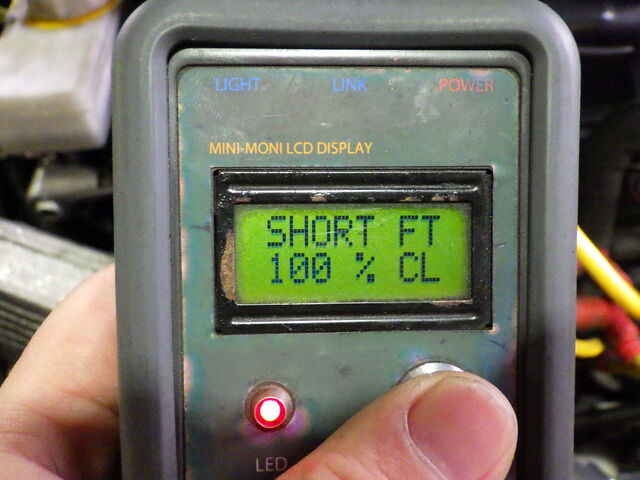 LIGHT LINK POWER
MINI-MONI LCD DISPLAY
SHORT FT
100 % CL
LED